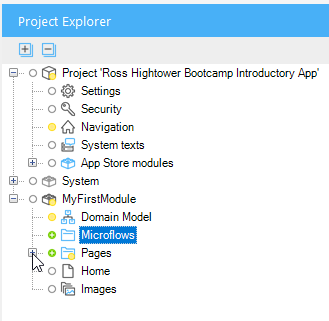 Project Explorer
Project 'Ross Hightower Bootcamp Introductory App'
Settings
Security
Navigation
System texts
App Store modules
System
MyFirstModule
Domain Model
Microflows
Pages
Home
Images